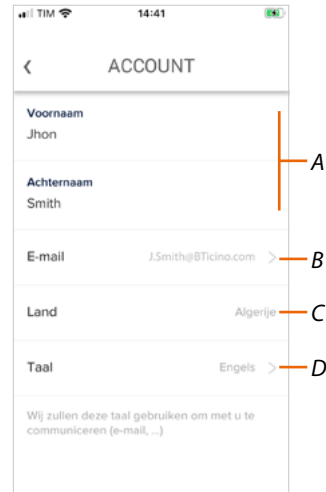 TIM 14:41
ACCOUNT
Voornaam
Jhon
A
Achternaam
Smith
E-mail J.Smith@BTicino.com B
Land Algerije C
Taal Engels D
Wij zullen deze taal gebruiken om met u te
communiceren (e-mail, ...)